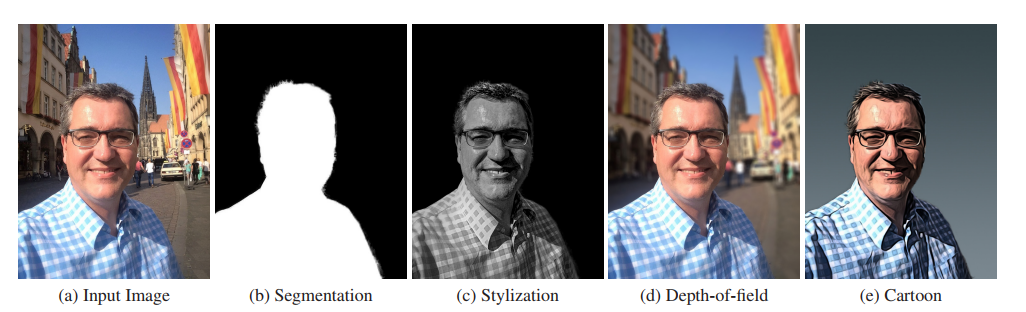 (a) Input Image (b) Segmentation (c) Stylization (d) Depth-of-field (e) Cartoon